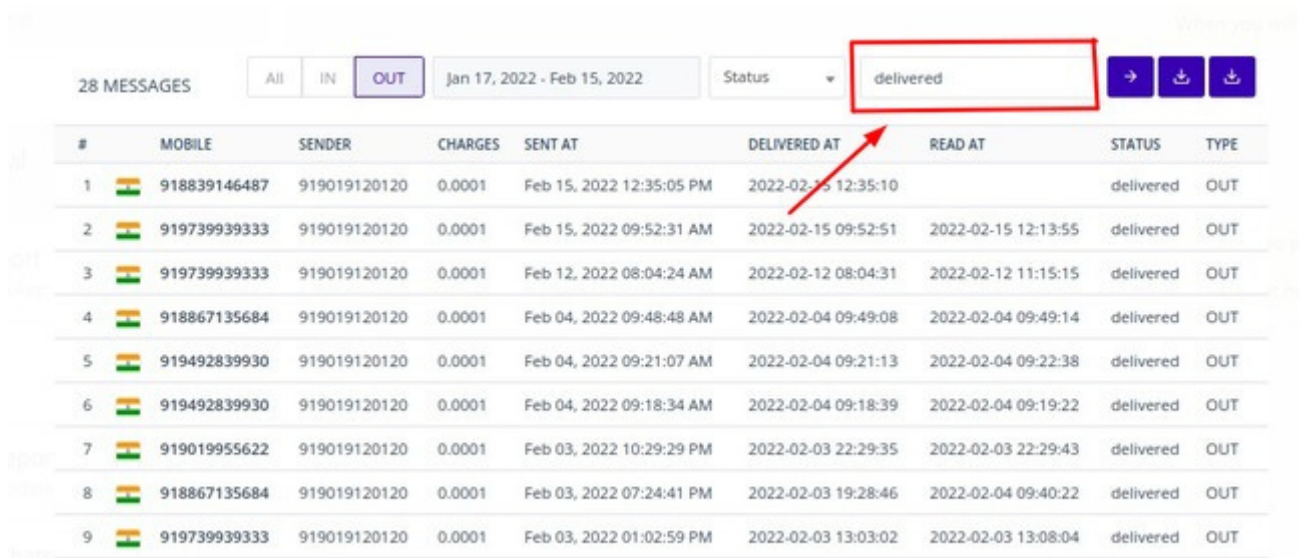 When you
28 MESSAGES All IN OUT Jan 17, 2022 - Feb 15, 2022 Status delivered
# MOBILE SENDER CHARGES SENT AT DELIVERED AT READ AT STATUS TYPE
1 918839146487 919019120120 0.0001 Feb 15, 2022 12:35:05 PM 2022-02-15 12:35:10 delivered OUT
2 919739939333 919019120120 0.0001 Feb 15, 2022 09:52:31 AM 2022-02-15 09:52:51 2022-02-15 12:13:55 delivered OUT
3 919739939333 919019120120 0.0001 Feb 12, 2022 08:04:24 AM 2022-02-12 08:04:31 2022-02-12 11:15:15 delivered OUT
4 918867135684 919019120120 0.0001 Feb 04, 2022 09:48:48 AM 2022-02-04 09:49:08 2022-02-04 09:49:14 delivered OUT
5 919492839930 919019120120 0.0001 Feb 04, 2022 09:21:07 AM 2022-02-04 09:21:13 2022-02-04 09:22:38 delivered OUT
6 919492839930 919019120120 0.0001 Feb 04, 2022 09:18:34 AM 2022-02-04 09:18:39 2022-02-04 09:19:22 delivered OUT
7 919019955622 919019120120 0.0001 Feb 03, 2022 10:29:29 PM 2022-02-03 22:29:35 2022-02-03 22:29:43 delivered OUT
8 918867135684 919019120120 0.0001 Feb 03, 2022 07:24:41 PM 2022-02-03 19:28:46 2022-02-04 09:40:22 delivered OUT
9 919739939333 919019120120 0.0001 Feb 03, 2022 01:02:59 PM 2022-02-03 13:03:02 2022-02-03 13:08:04 delivered OUT